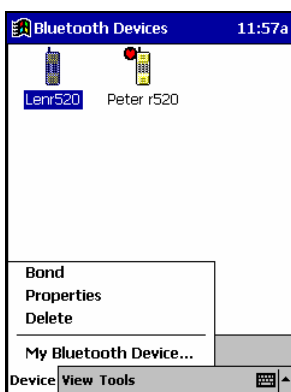 Bluetooth Devices 11:57a
Lenr520 Peter r520
Bond
Properties
Delete
My Bluetooth Device...
Device View Tools